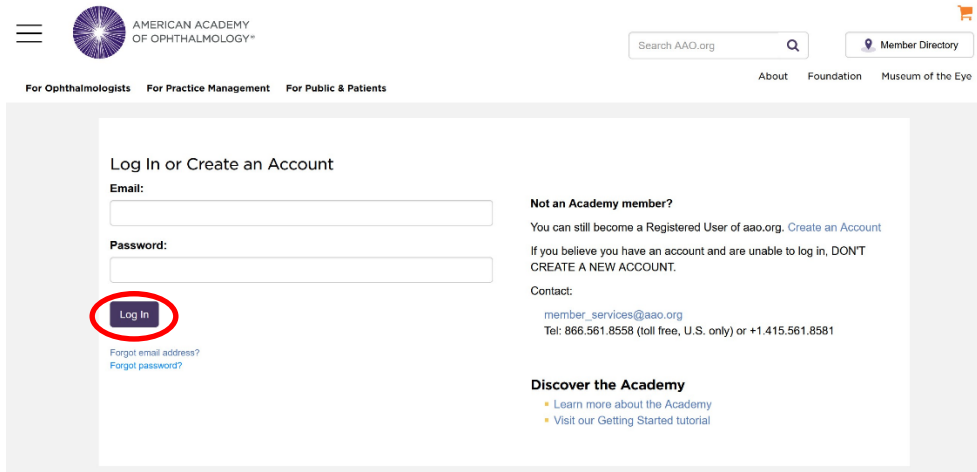 AMERICAN ACADEMY
OF OPHTHALMOLOGY®
Search AAO.org
Member Directory
About Foundation Museum of the Eye
For Ophthalmologists For Practice Management For Public & Patients
Log In or Create an Account
Email:
Password:
Log In
Forgot email address?
Forgot password?
Not an Academy member?
You can still become a Registered User of aao.org. Create an Account
If you believe you have an account and are unable to log in, DON'T
CREATE A NEW ACCOUNT.
Contact:
member_services@aao.org
Tel: 866.561.8558 (toll free, U.S. only) or +1.415.561.8581
Discover the Academy
Learn more about the Academy
Visit our Getting Started tutorial